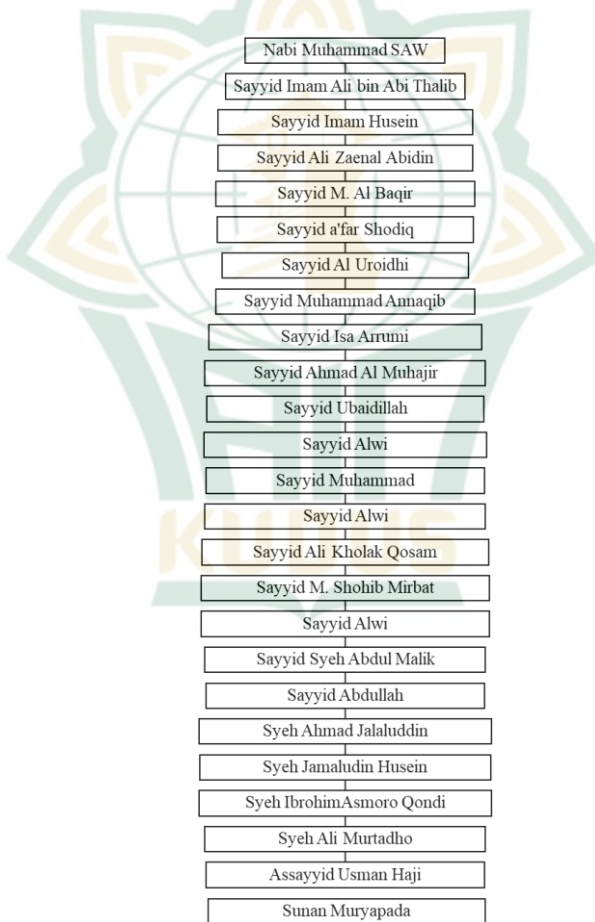 Nabi Muhammad SAW
Sayyid Imam Ali bin Abi Thalib
Sayyid Imam Husein
Sayyid Ali Zaenal Abidin
Sayyid M. Al Baqir
Sayyid a'far Shodiq
Sayyid Al Uroidhi
Sayyid Muhammad Annaqib
Sayyid Isa Arrumi
Sayyid Ahmad Al Muhajir
Sayyid Ubaidillah
Sayyid Alwi
Sayyid Muhammad
Sayyid Alwi
Sayyid Ali Kholak Qosam
Sayyid M. Shohib Mirbat
Sayyid Alwi
Sayyid Syeh Abdul Malik
Sayyid Abdullah
Syeh Ahmad Jalaluddin
Syeh Jamaludin Husein
Syeh IbrohimAsmoro Qondi
Syeh Ali Murtadho
Assayyid Usman Haji
Sunan Muryapada
IAIN
KUDUS